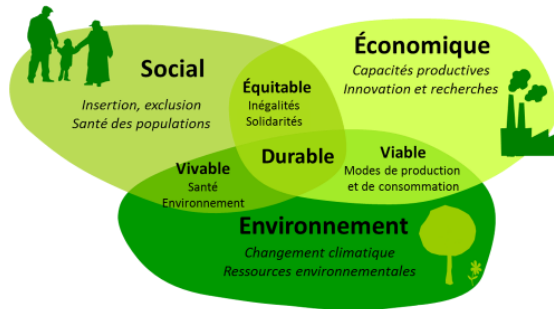 Social
Insertion, exclusion
Santé des populations
Équitable
Inégalités
Solidarités
Économique
Capacités productives
Innovation et recherches
Vivable
Santé
Environnement
Durable
Viable
Modes de production
et de consommation
Environnement
Changement climatique
Ressources environnementales